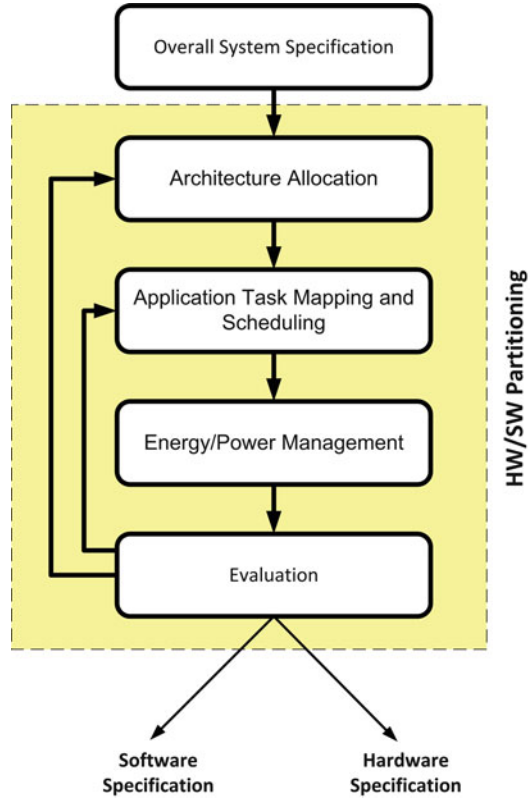 Overall System Specification
Architecture Allocation
Application Task Mapping and
Scheduling
Energy/Power Management
Evaluation
HW/SW Partitioning
Software
Specification
Hardware
Specification